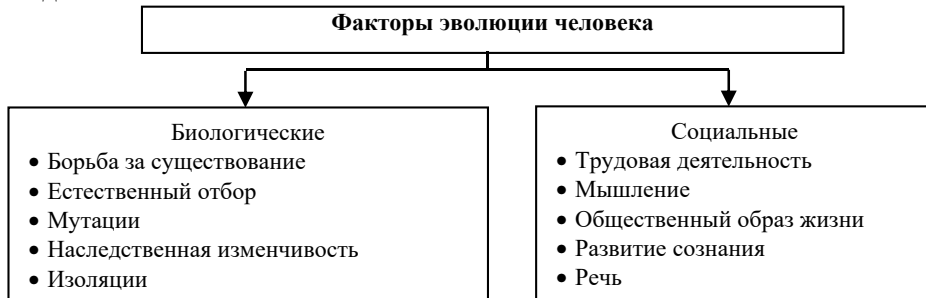 Факторы эволюции человека
Биологические
• Борьба за существование
• Естественный отбор
• Мутации
• Наследственная изменчивость
• Изоляции
Социальные
• Трудовая деятельность
• Мышление
• Общественный образ жизни
• Развитие сознания
• Речь